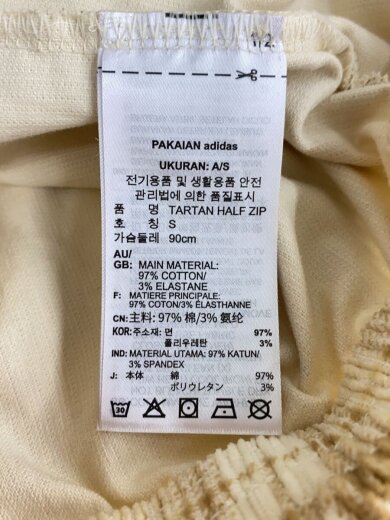 PAKAIAN adidas
UKURAN: A/S
전기용품 및 생활용품 안전
관리법에 의한 품질표시
품 명 TARTAN HALF ZIP
호 칭 S
가슴둘레 90cm
AU/
GB: MAIN MATERIAL:
97% COTTON/
3% ELASTANE
F: MATIERE PRINCIPALE:
97% COTON/3% ÉLASTHANNE
CN: 主料: 97% 棉/3% 氨纶
KOR: 주소재: 면 97%
폴리우레탄 3%
IND: MATERIAL UTAMA: 97% KATUN/
3% SPANDEX
J: 本体 綿 97%
ポリウレタン 3%
30